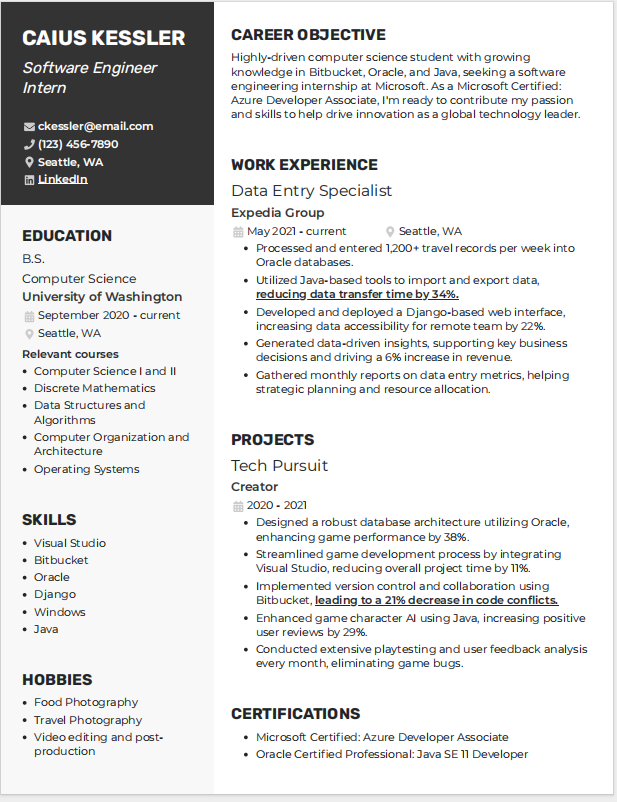 CAIUS KESSLER
Software Engineer
Intern
ckessler@email.com
(123) 456-7890
Seattle, WA
LinkedIn
EDUCATION
B.S.
Computer Science
University of Washington
September 2020 - current
Seattle, WA
Relevant courses
• Computer Science I and II
• Discrete Mathematics
• Data Structures and
Algorithms
• Computer Organization and
Architecture
• Operating Systems
SKILLS
• Visual Studio
• Bitbucket
• Oracle
• Django
• Windows
• Java
HOBBIES
• Food Photography
• Travel Photography
• Video editing and post-
production
CAREER OBJECTIVE
Highly-driven computer science student with growing
knowledge in Bitbucket, Oracle, and Java, seeking a software
engineering internship at Microsoft. As a Microsoft Certified:
Azure Developer Associate, I'm ready to contribute my passion
and skills to help drive innovation as a global technology leader.
WORK EXPERIENCE
Data Entry Specialist
Expedia Group
May 2021 - current Seattle, WA
• Processed and entered 1,200+ travel records per week into
Oracle databases.
• Utilized Java-based tools to import and export data,
reducing data transfer time by 34%.
• Developed and deployed a Django-based web interface,
increasing data accessibility for remote team by 22%.
• Generated data-driven insights, supporting key business
decisions and driving a 6% increase in revenue.
• Gathered monthly reports on data entry metrics, helping
strategic planning and resource allocation.
PROJECTS
Tech Pursuit
Creator
2020 - 2021
• Designed a robust database architecture utilizing Oracle,
enhancing game performance by 38%.
• Streamlined game development process by integrating
Visual Studio, reducing overall project time by 11%.
• Implemented version control and collaboration using
Bitbucket, leading to a 21% decrease in code conflicts.
• Enhanced game character AI using Java, increasing positive
user reviews by 29%.
• Conducted extensive playtesting and user feedback analysis
every month, eliminating game bugs.
CERTIFICATIONS
• Microsoft Certified: Azure Developer Associate
• Oracle Certified Professional: Java SE 11 Developer